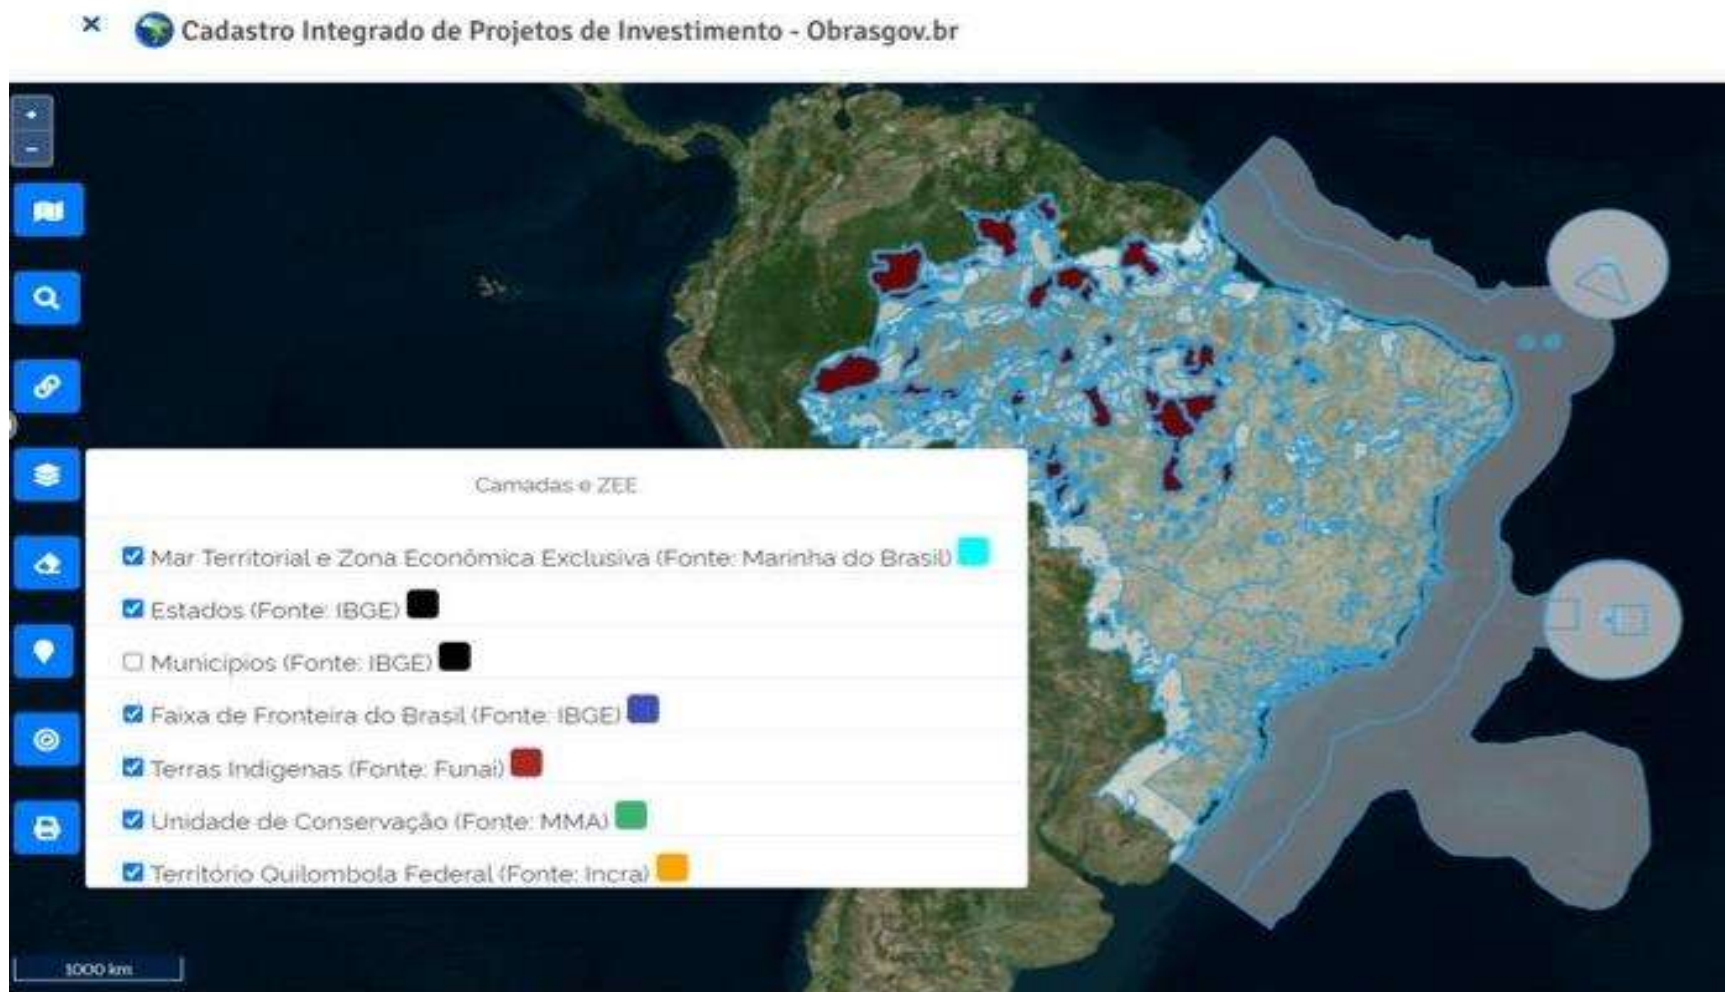 × Cadastro Integrado de Projetos de Investimento - Obrasgov.br
+
−
Camadas e ZEE
Mar Territorial e Zona Econômica Exclusiva (Fonte: Marinha do Brasil)
Estados (Fonte: IBGE)
Municípios (Fonte: IBGE)
Faixa de Fronteira do Brasil (Fonte: IBGE)
Terras Indígenas (Fonte: Funai)
Unidade de Conservação (Fonte: MMA)
Território Quilombola Federal (Fonte: Incra)
1000 km